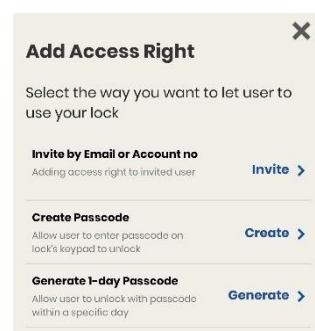 Add Access Right
Select the way you want to let user to
use your lock
Invite by Email or Account no
Adding access right to invited user
Invite
Create Passcode
Allow user to enter passcode on
lock's keypad to unlock
Create
Generate 1-day Passcode
Allow user to unlock with passcode
within a specific day
Generate